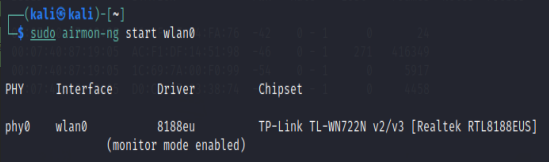 (kali㉿kali)-[~]
$ sudo airmon-ng start wlan0
PHY Interface Driver Chipset
phy0 wlan0 8188eu TP-Link TL-WN722N v2/v3 [Realtek RTL8188EUS]
(monitor mode enabled)